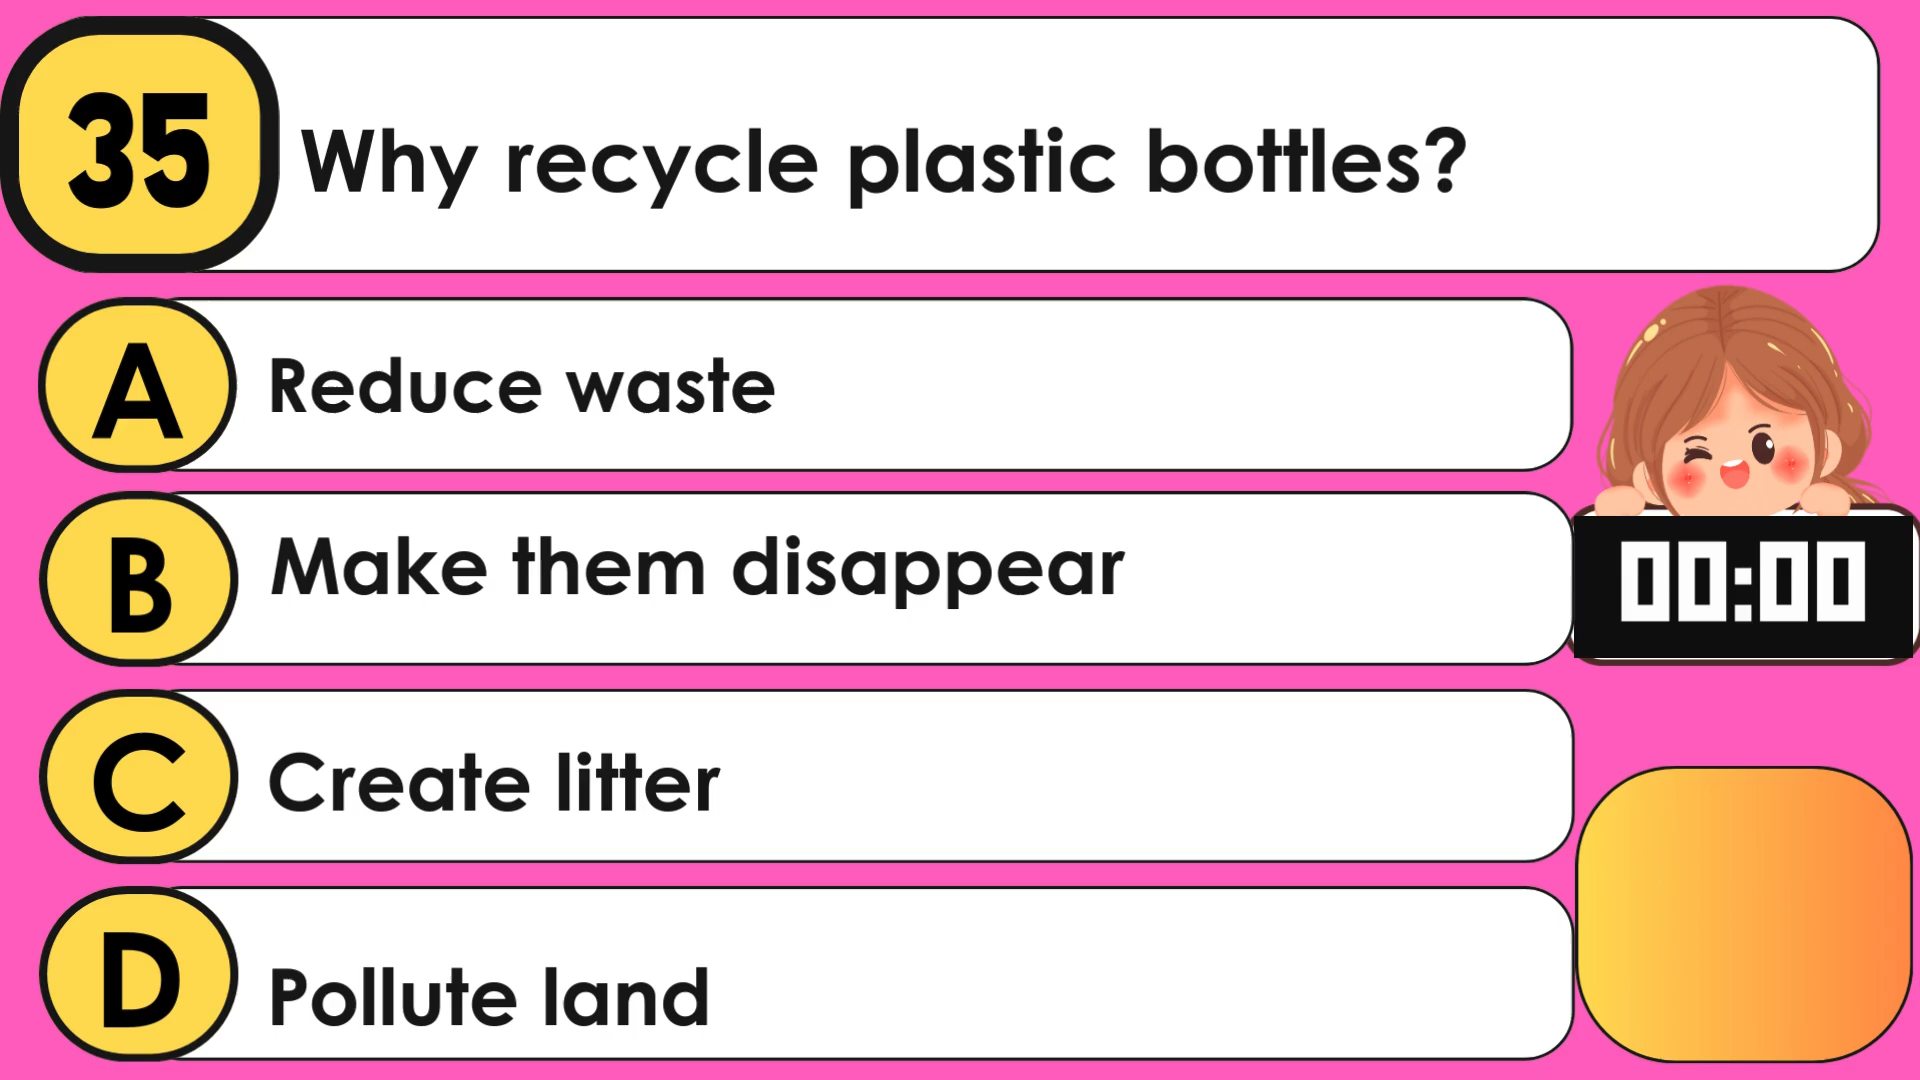 35
Why recycle plastic bottles?
A
Reduce waste
B
Make them disappear
00:00
C
Create litter
D
Pollute land